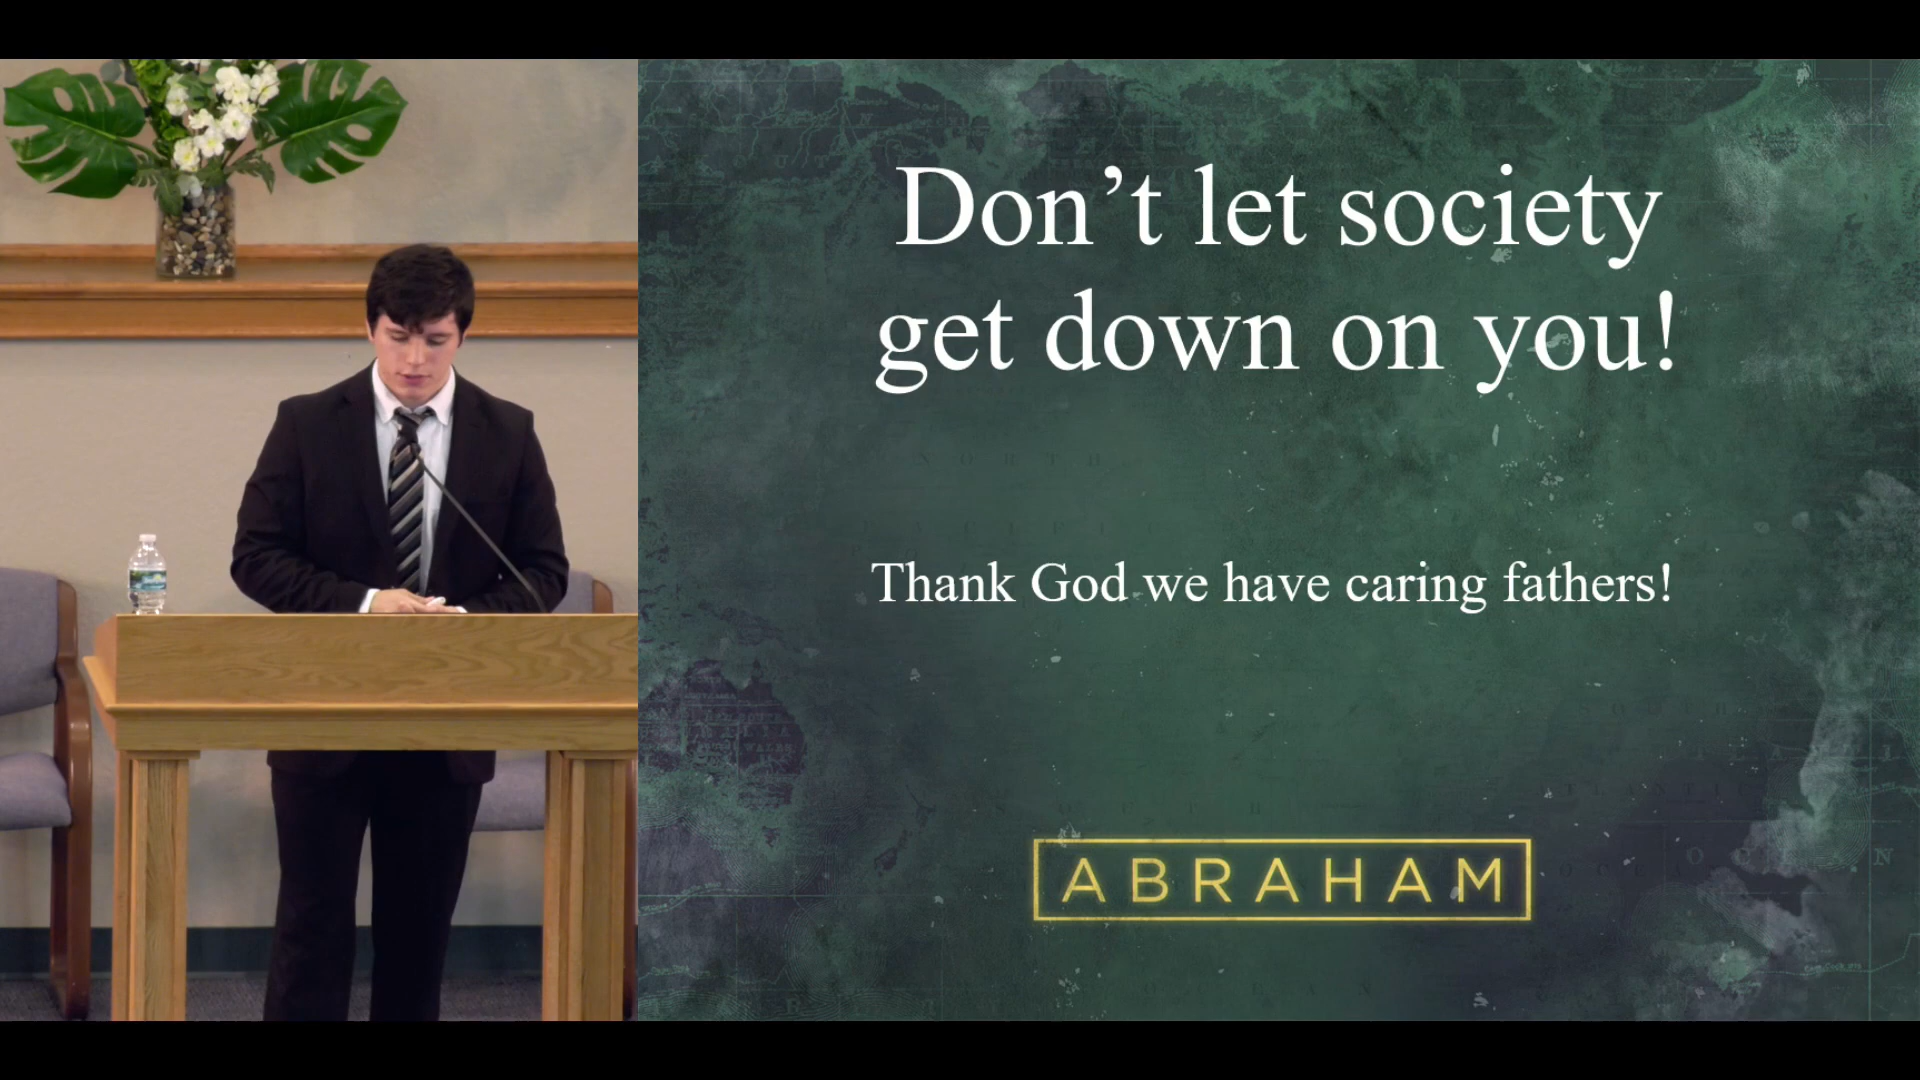 Don’t let society
get down on you!
Thank God we have caring fathers!
ABRAHAM